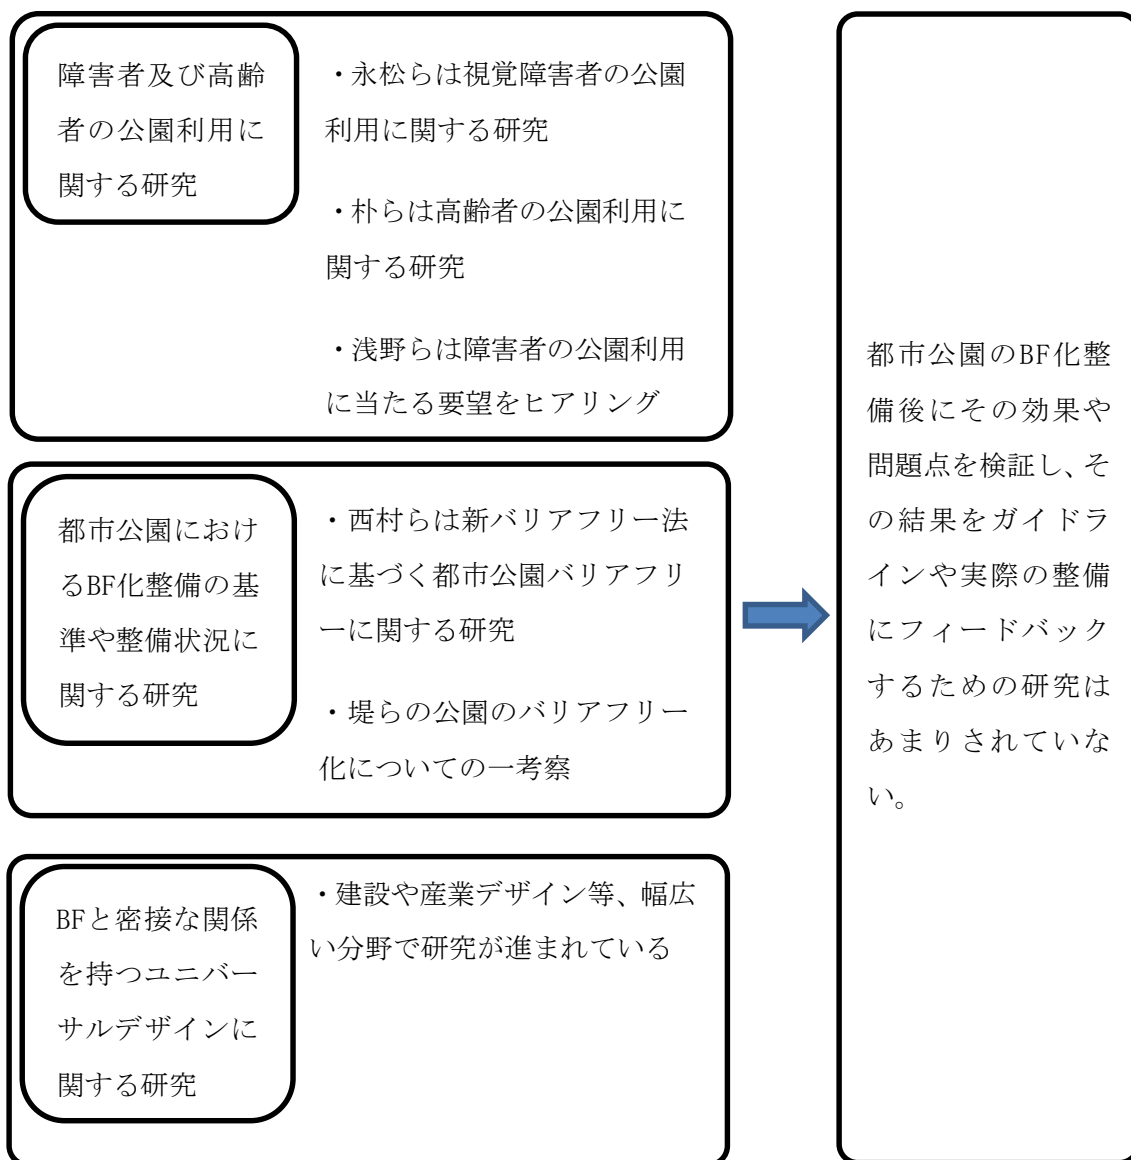 障害者及び高齢
者の公園利用に
関する研究
・永松らは視覚障害者の公園
利用に関する研究
・朴らは高齢者の公園利用に
関する研究
・浅野らは障害者の公園利用
に当たる要望をヒアリング
都市公園におけ
るBF化整備の基
準や整備状況に
関する研究
・西村らは新バリアフリー法
に基づく都市公園バリアフリ
ーに関する研究
・堤らの公園のバリアフリー
化についての一考察
BFと密接な関係
を持つユニバー
サルデザインに
関する研究
・建設や産業デザイン等、幅広
い分野で研究が進まれている
都市公園のBF化整
備後にその効果や
問題点を検証し、そ
の結果をガイドラ
インや実際の整備
にフィードバック
するための研究は
あまりされていな
い。